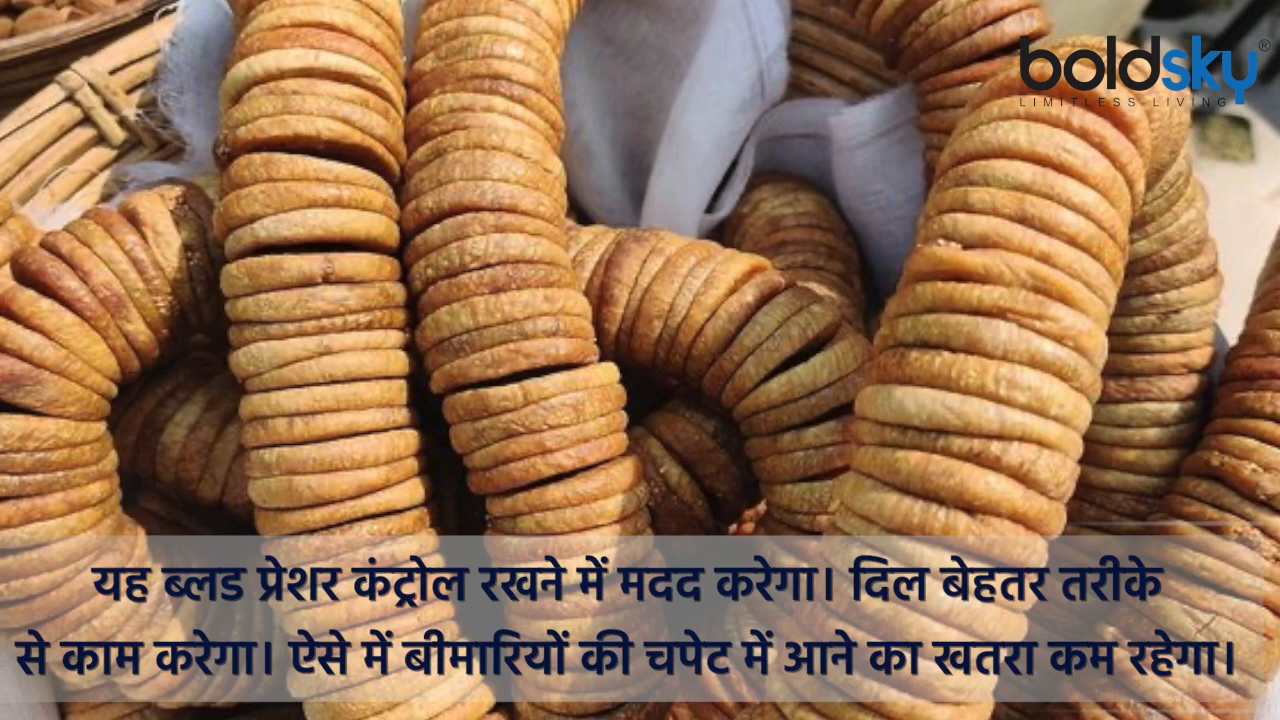 boldsky®
LIMITLESS LIVING
यह ब्लड प्रेशर कंट्रोल रखने में मदद करेगा। दिल बेहतर तरीके
से काम करेगा। ऐसे में बीमारियों की चपेट में आने का खतरा कम रहेगा।